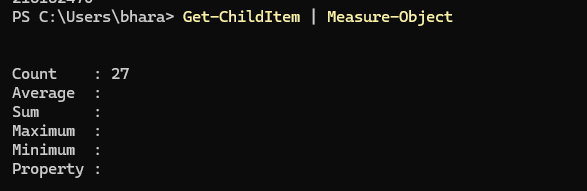 PS C:\Users\bhara> Get-ChildItem | Measure-Object
Count    : 27
Average  :
Sum      :
Maximum  :
Minimum  :
Property :